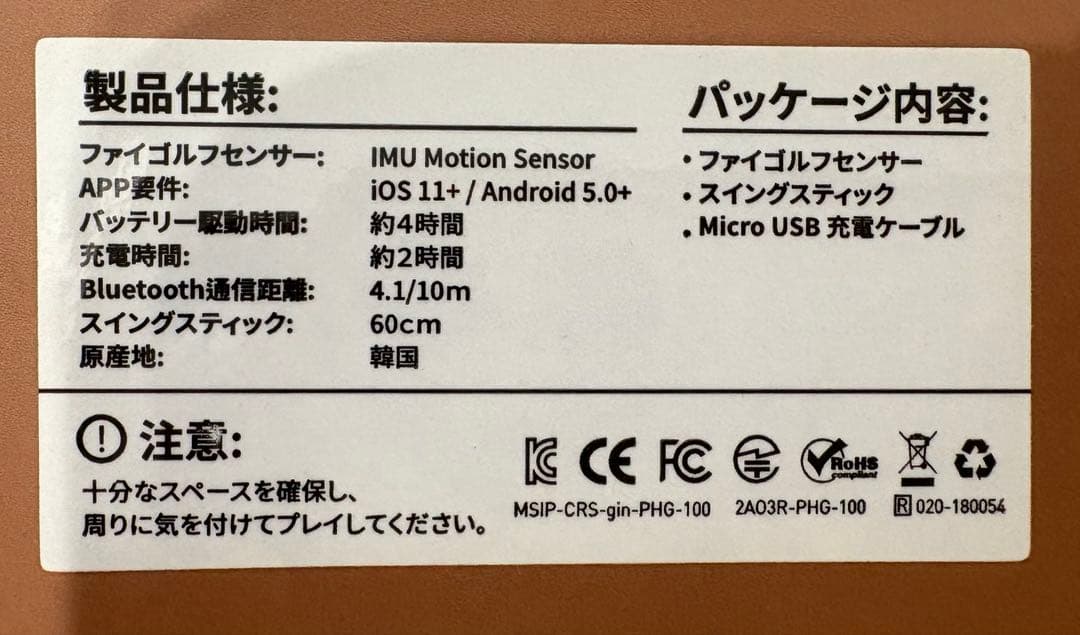 製品仕様:
ファイゴルフセンサー: IMU Motion Sensor
APP要件: iOS 11+ / Android 5.0+
バッテリー駆動時間: 約4時間
充電時間: 約2時間
Bluetooth通信距離: 4.1/10m
スイングスティック: 60cm
原産地: 韓国
パッケージ内容:
・ファイゴルフセンサー
・スイングスティック
・Micro USB 充電ケーブル
! 注意:
十分なスペースを確保し、
周りに気を付けてプレイしてください。
KC CE FC RoHS
compliant
MSIP-CRS-gin-PHG-100 2AO3R-PHG-100 R 020-180054